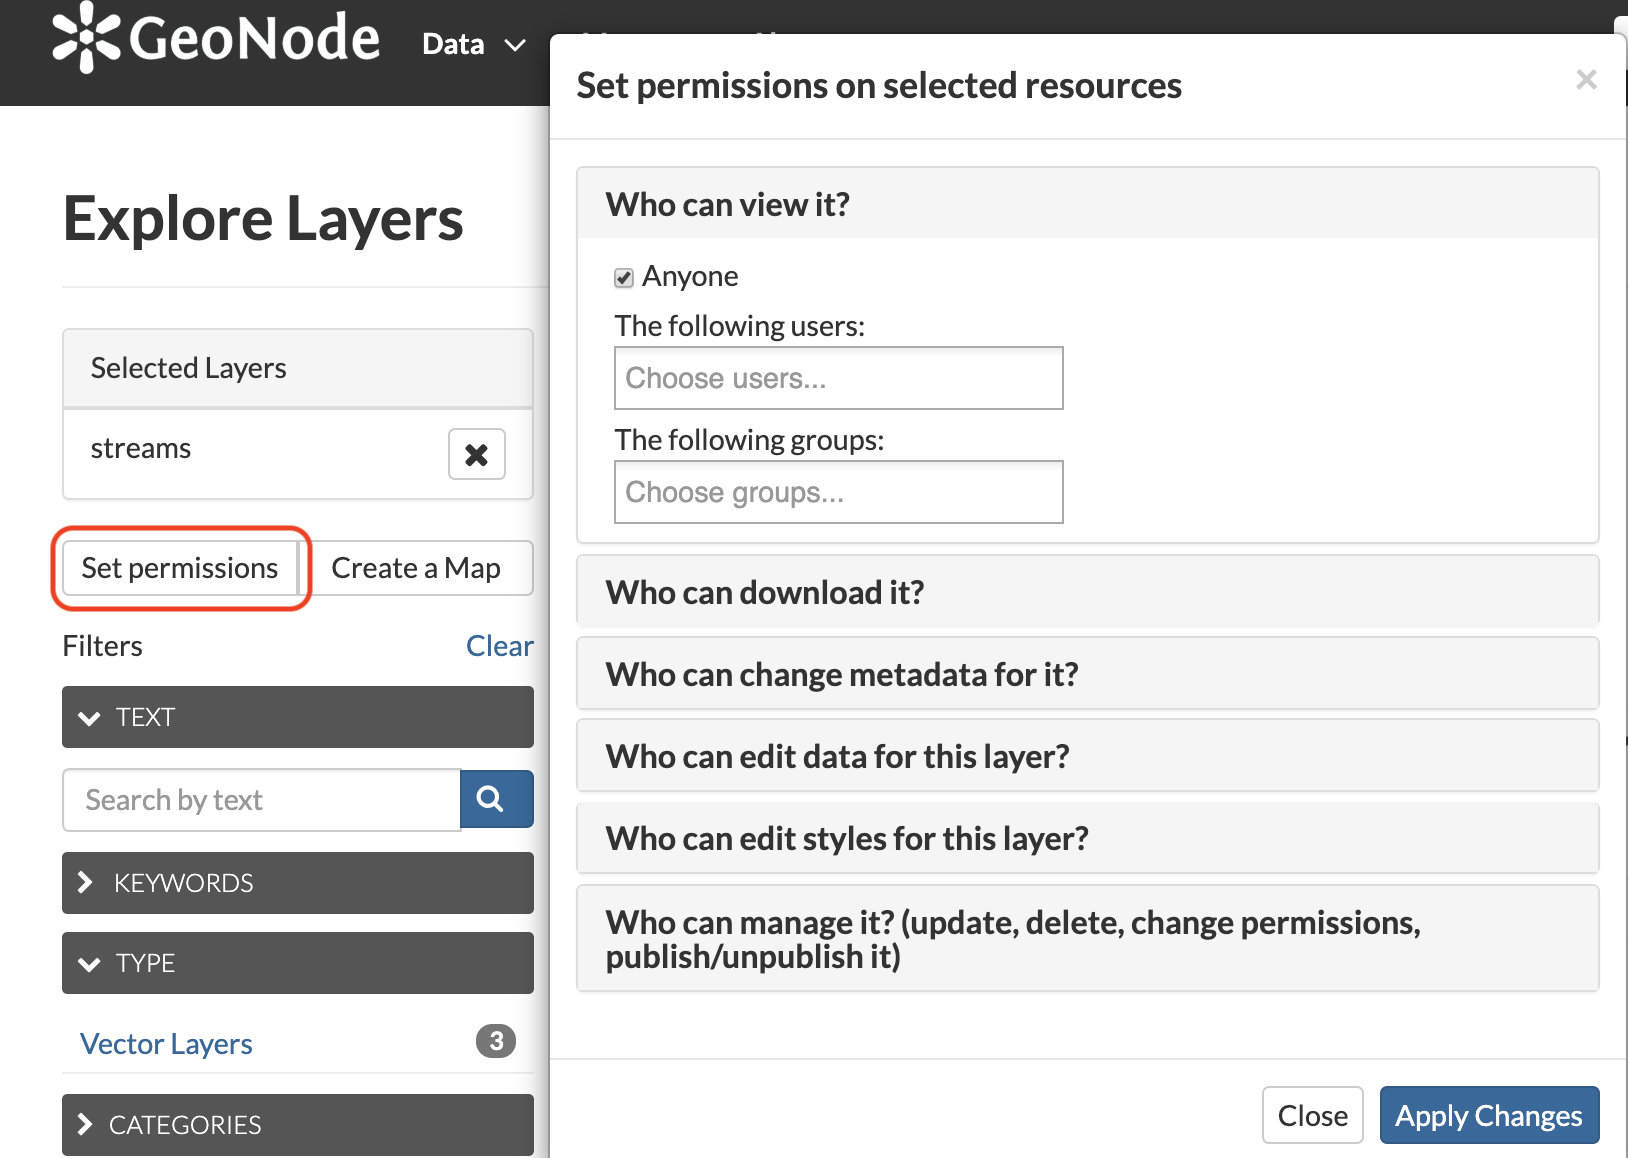 GeoNode
Data
Explore Layers
Selected Layers
streams
Set permissions
Create a Map
Filters
Clear
TEXT
Search by text
KEYWORDS
TYPE
Vector Layers
3
CATEGORIES
Set permissions on selected resources
×
Who can view it?
Anyone
The following users:
Choose users...
The following groups:
Choose groups...
Who can download it?
Who can change metadata for it?
Who can edit data for this layer?
Who can edit styles for this layer?
Who can manage it? (update, delete, change permissions,
publish/unpublish it)
Close
Apply Changes